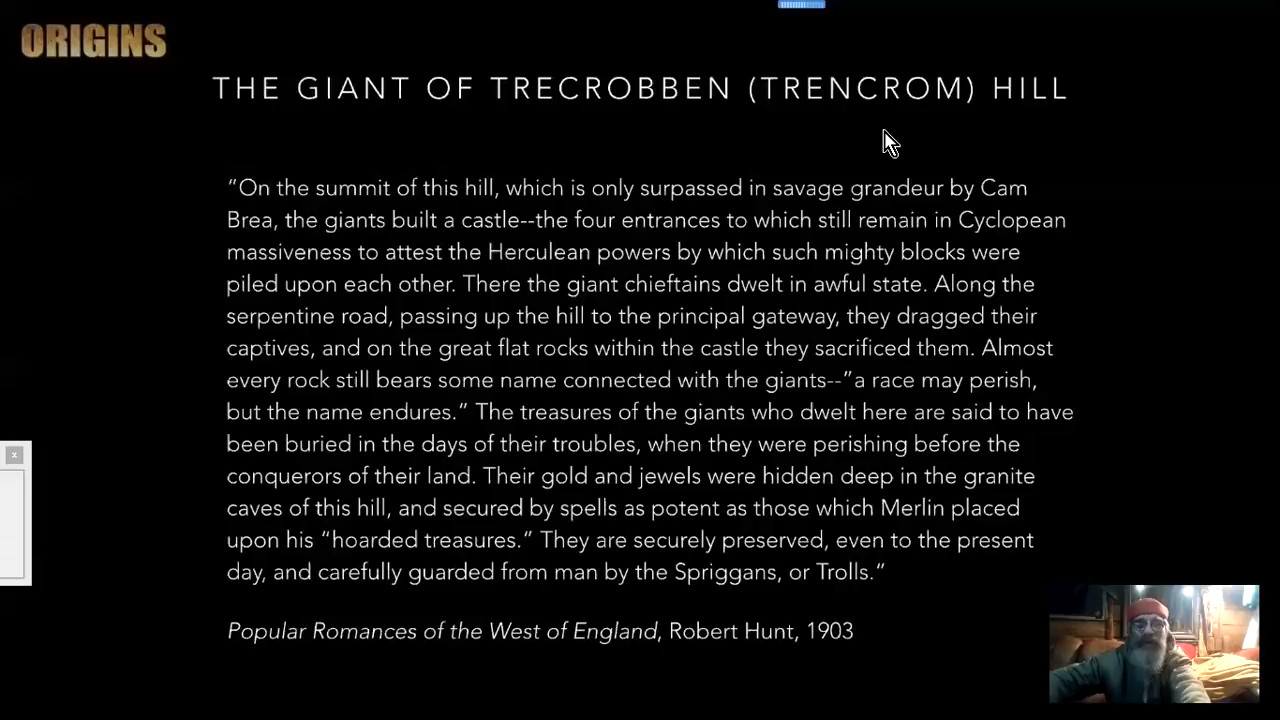 ORIGINS
THE GIANT OF TRECROBBEN (TRENCROM) HILL
“On the summit of this hill, which is only surpassed in savage grandeur by Cam
Brea, the giants built a castle--the four entrances to which still remain in Cyclopean
massiveness to attest the Herculean powers by which such mighty blocks were
piled upon each other. There the giant chieftains dwelt in awful state. Along the
serpentine road, passing up the hill to the principal gateway, they dragged their
captives, and on the great flat rocks within the castle they sacrificed them. Almost
every rock still bears some name connected with the giants--”a race may perish,
but the name endures.” The treasures of the giants who dwelt here are said to have
been buried in the days of their troubles, when they were perishing before the
conquerors of their land. Their gold and jewels were hidden deep in the granite
caves of this hill, and secured by spells as potent as those which Merlin placed
upon his “hoarded treasures.” They are securely preserved, even to the present
day, and carefully guarded from man by the Spriggans, or Trolls.”
Popular Romances of the West of England, Robert Hunt, 1903